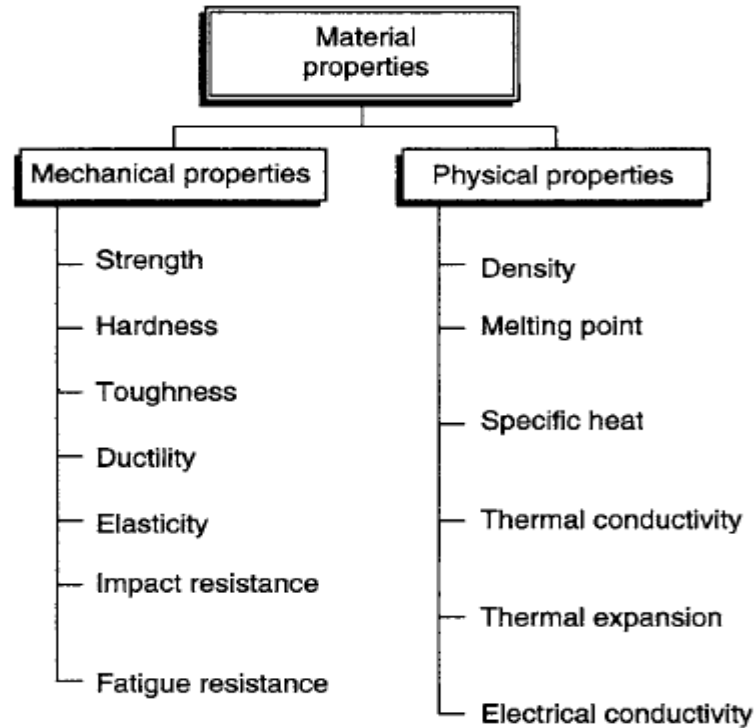 Material
properties
Mechanical properties
Physical properties
Strength
Hardness
Toughness
Ductility
Elasticity
Impact resistance
Fatigue resistance
Density
Melting point
Specific heat
Thermal conductivity
Thermal expansion
Electrical conductivity